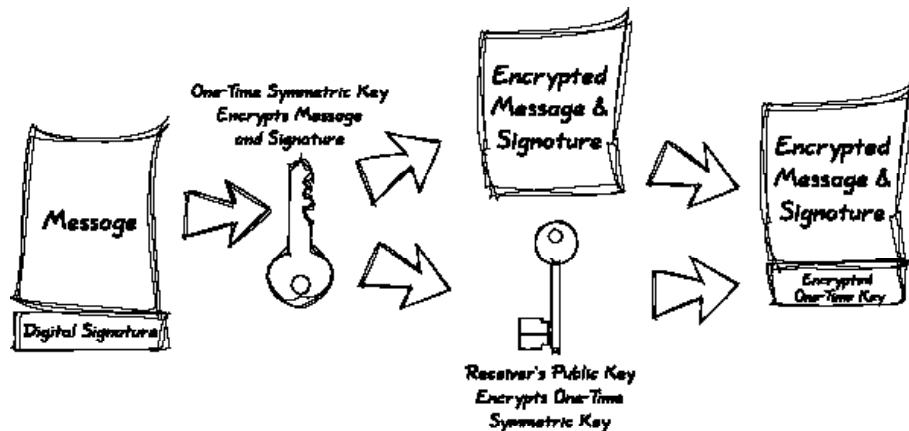 Message
Digital Signature
One-Time Symmetric Key
Encrypts Message
and Signature
Encrypted
Message &
Signature
Receiver's Public Key
Encrypts One-Time
Symmetric Key
Encrypted
Message &
Signature
Encrypted
One-Time Key